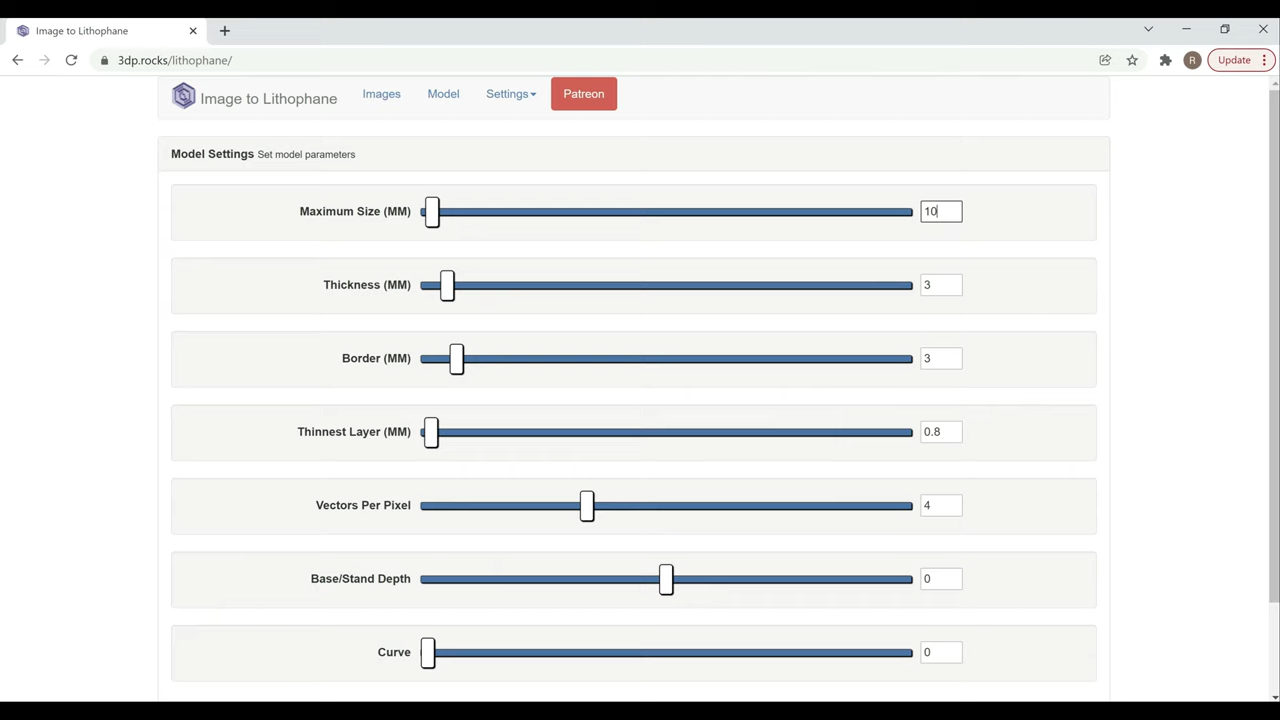 Image to Lithophane
3dp.rocks/lithophane/
R
Update
Image to Lithophane Images Model Settings Patreon
Model Settings Set model parameters
Maximum Size (MM) 10
Thickness (MM) 3
Border (MM) 3
Thinnest Layer (MM) 0.8
Vectors Per Pixel 4
Base/Stand Depth 0
Curve 0